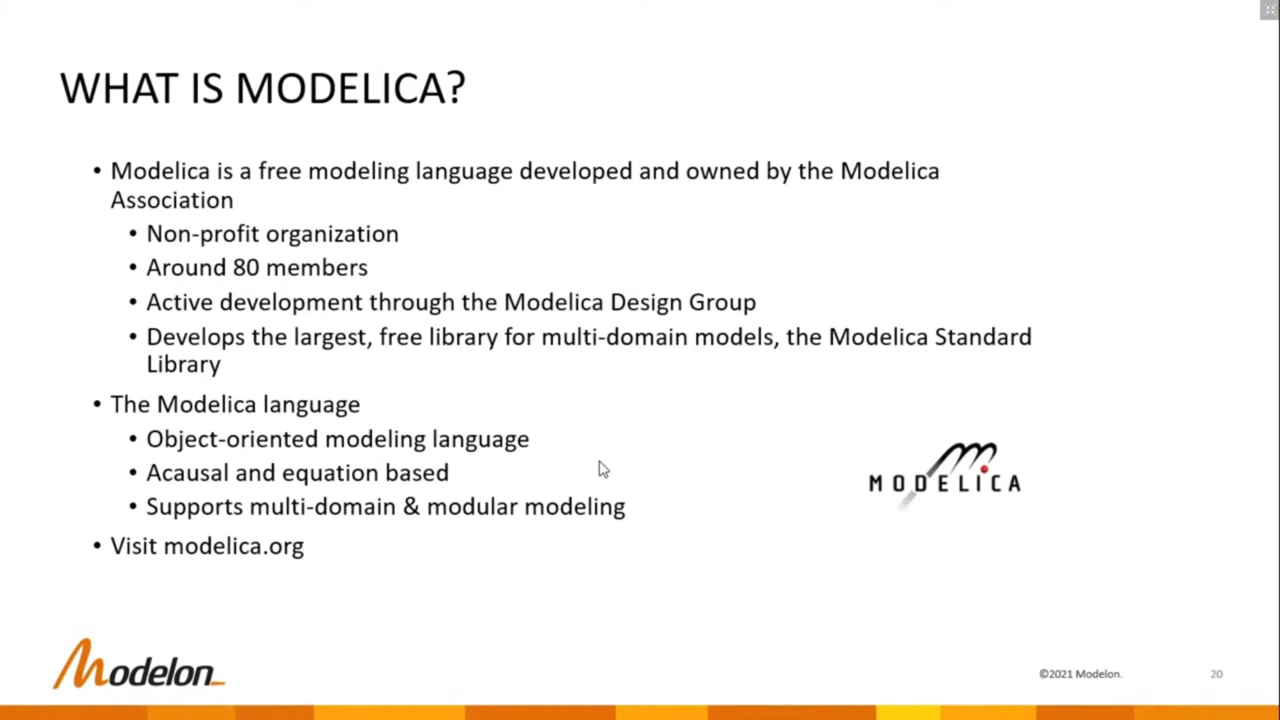 WHAT IS MODELICA?
• Modelica is a free modeling language developed and owned by the Modelica
Association
• Non-profit organization
• Around 80 members
• Active development through the Modelica Design Group
• Develops the largest, free library for multi-domain models, the Modelica Standard
Library
• The Modelica language
• Object-oriented modeling language
• Acausal and equation based
• Supports multi-domain & modular modeling
• Visit modelica.org
MODELICA
Modelon
©2021 Modelon.
20